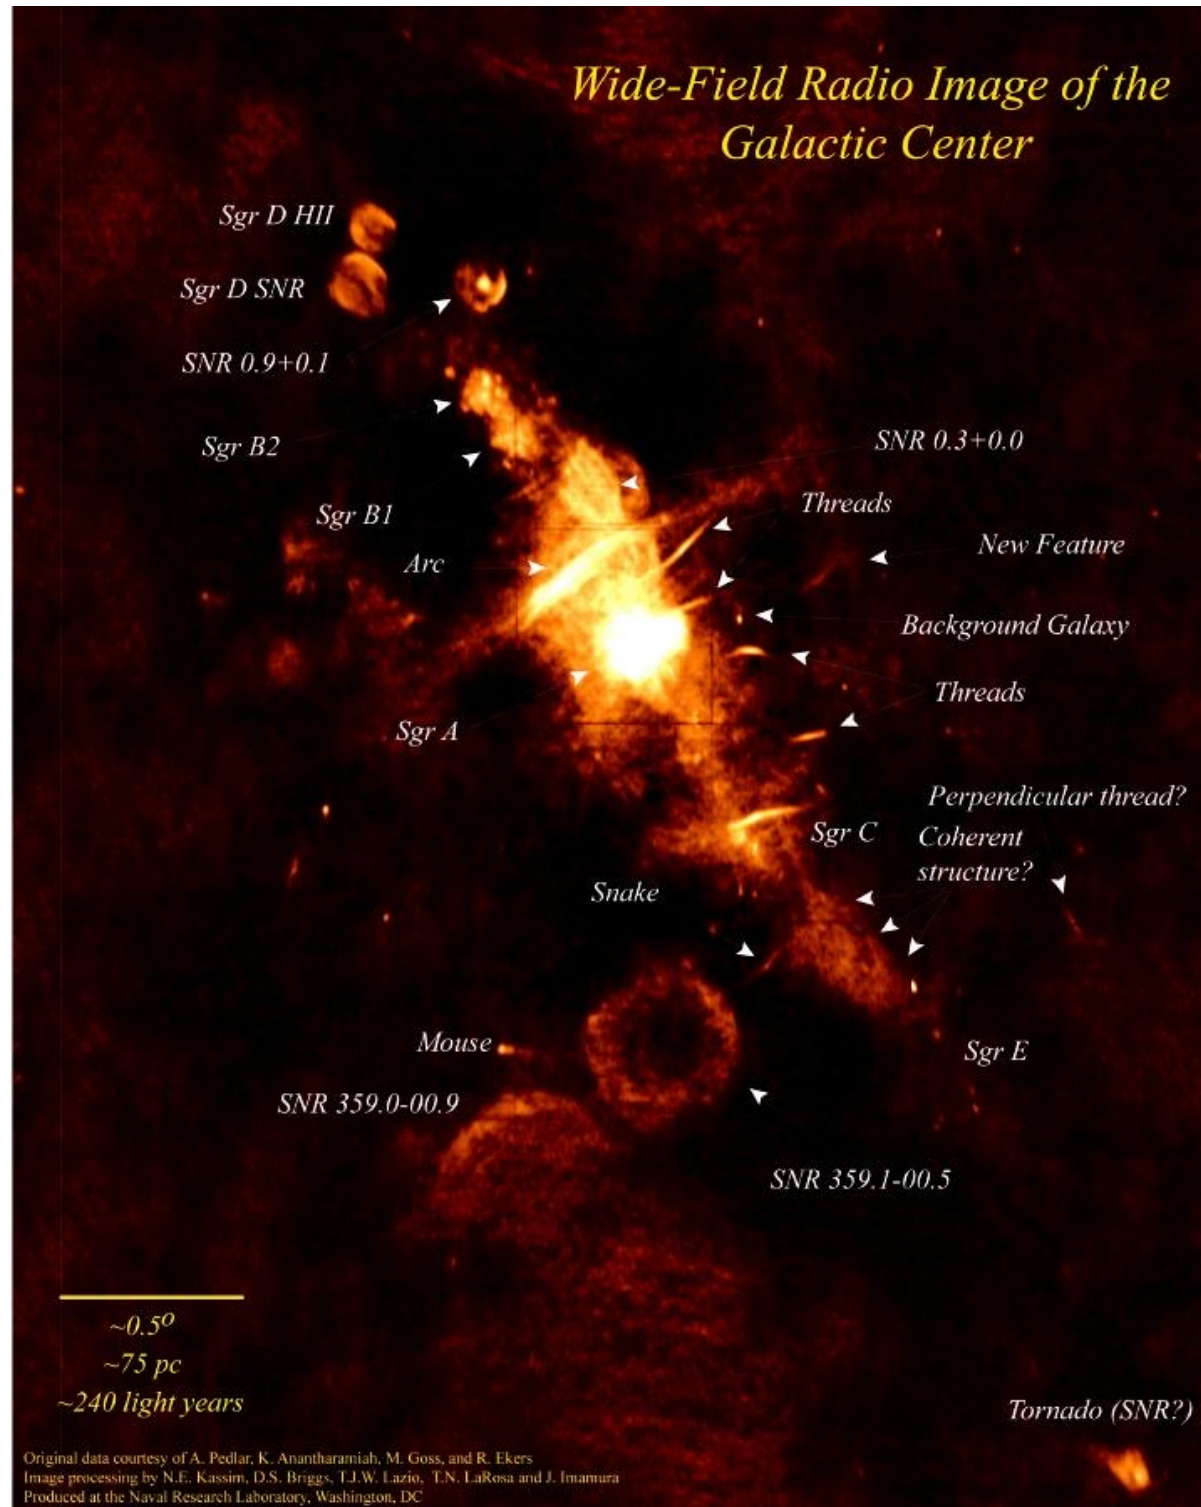 Wide-Field Radio Image of the
Galactic Center
Sgr D HII
Sgr D SNR
SNR 0.9+0.1
Sgr B2
SNR 0.3+0.0
Threads
Sgr B1
New Feature
Arc
Background Galaxy
Threads
Sgr A
Perpendicular thread?
Sgr C
Coherent
structure?
Snake
Mouse
Sgr E
SNR 359.0-00.9
SNR 359.1-00.5
~0.5º
~75 pc
~240 light years
Tornado (SNR?)
Original data courtesy of A. Pedlar, K. Anantharamiah, M. Goss, and R. Ekers
Image processing by N.E. Kassim, D.S. Briggs, T.J.W. Lazio, T.N. LaRosa and J. Imamura
Produced at the Naval Research Laboratory, Washington, DC